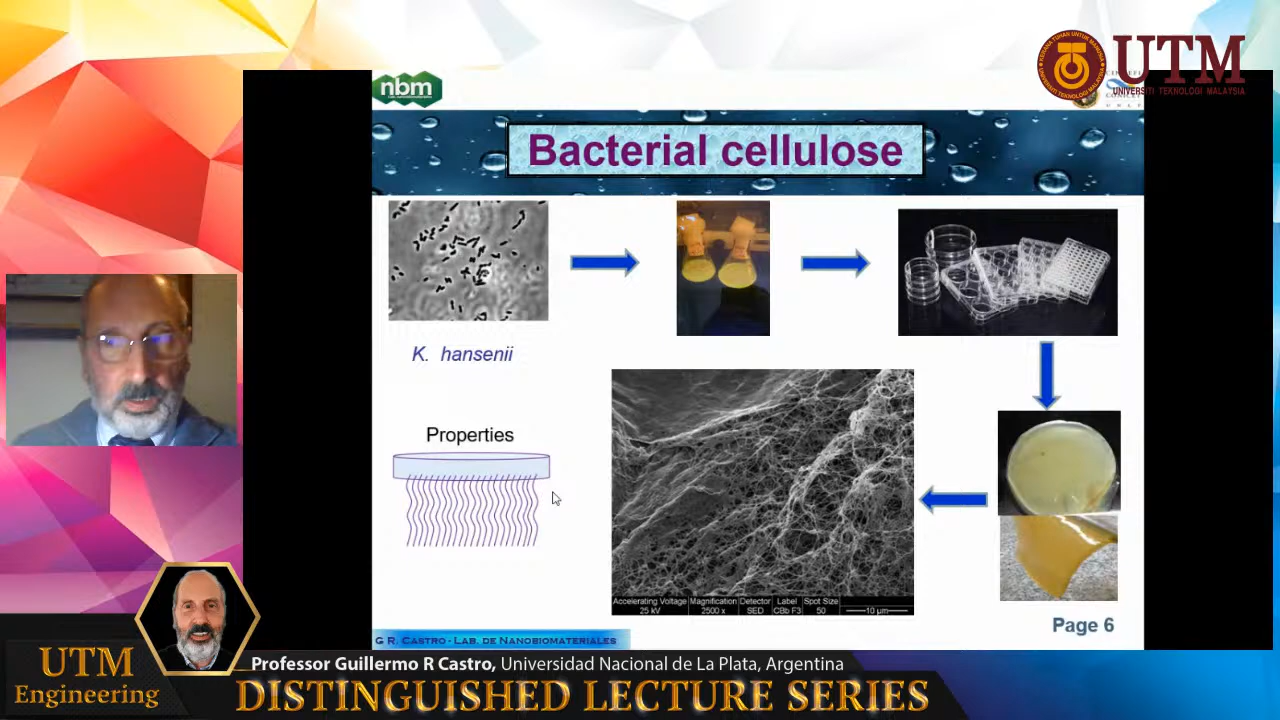 nbm
UTM
UNIVERSITI TEKNOLOGI MALAYSIA
Bacterial cellulose
K. hansenii
Properties
Accelerating Voltage Magnification Detector Label Spot Size
25 kV 2500 x SED CBb F3 50 10 µm
Page 6
G R. CASTRO - LAB. DE NANOBIOMATERIALES
UTM
Engineering
Professor Guillermo R Castro, Universidad Nacional de La Plata, Argentina
DISTINGUISHED LECTURE SERIES